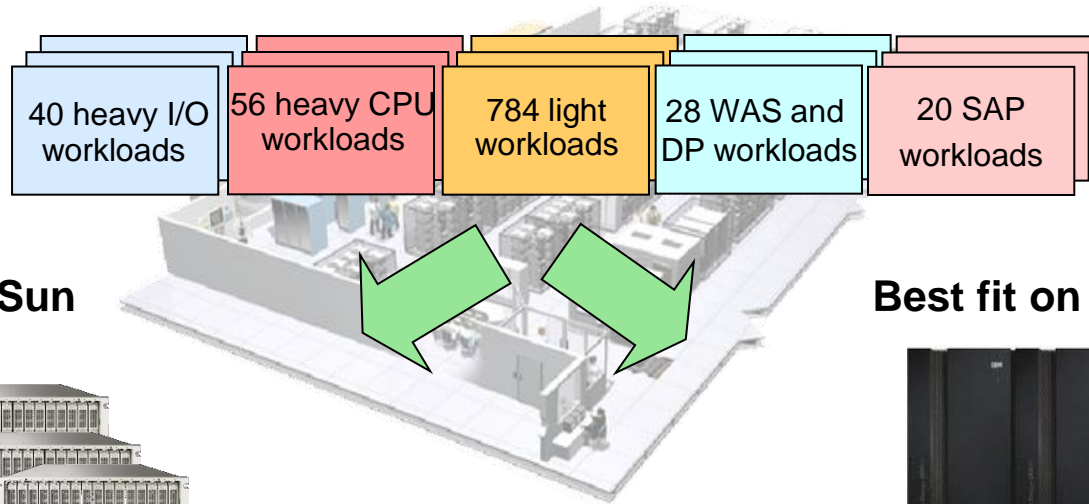 40 heavy I/O
workloads
56 heavy CPU
workloads
784 light
workloads
28 WAS and
DP workloads
20 SAP
workloads
Sun
Best fit on
IBM